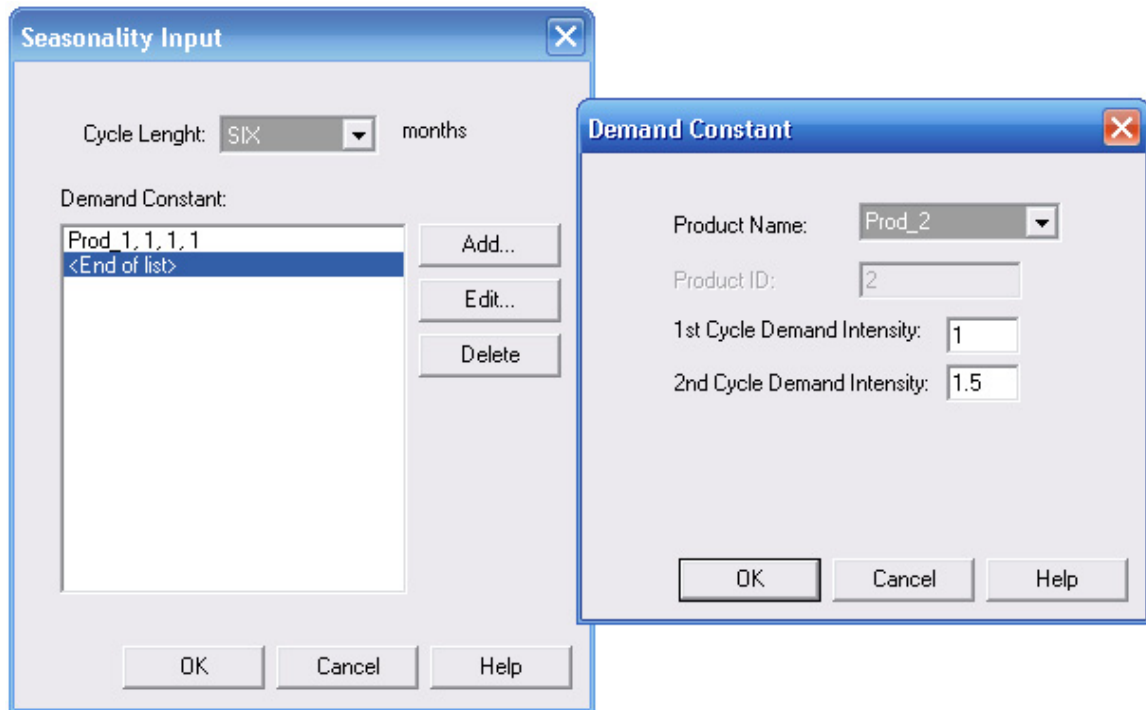 Seasonality Input
Cycle Lenght: SIX months
Demand Constant:
Prod_1, 1, 1, 1
<End of list>
Add...
Edit...
Delete
OK Cancel Help
Demand Constant
Product Name: Prod_2
Product ID: 2
1st Cycle Demand Intensity: 1
2nd Cycle Demand Intensity: 1.5
OK Cancel Help